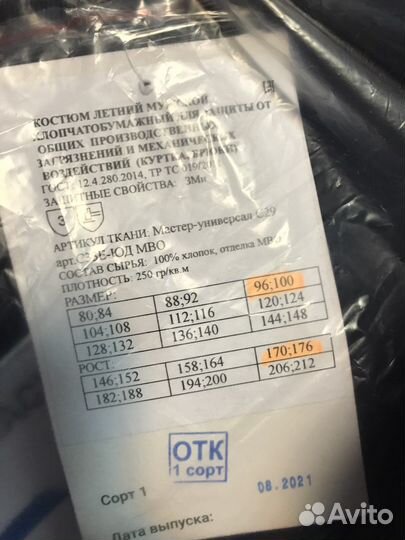 КОСТЮМ ЛЕТНИЙ МУЖСКОЙ
ХЛОПЧАТОБУМАЖНЫЙ ДЛЯ ЗАЩИТЫ ОТ
ОБЩИХ ПРОИЗВОДСТВЕННЫХ
ЗАГРЯЗНЕНИЙ И МЕХАНИЧЕСКИХ
ВОЗДЕЙСТВИЙ (КУРТКА, БРЮКИ)
ГОСТ 12.4.280.2014, ТР ТС 019/20
ЗАЩИТНЫЕ СВОЙСТВА: ЗМи
З
АРТИКУЛ ТКАНИ: Мастер-универсал С29
арт. МВО
СОСТАВ СЫРЬЯ: 100% хлопок, отделка МВО
ПЛОТНОСТЬ: 250 гр/кв.м
РАЗМЕР:
80;84 88;92 96;100
104;108 112;116 120;124
128;132 136;140 144;148
РОСТ:
146;152 158;164 170;176
182;188 194;200 206;212
ОТК
1 сорт
Сорт 1
08.2021
Дата выпуска:
Avito